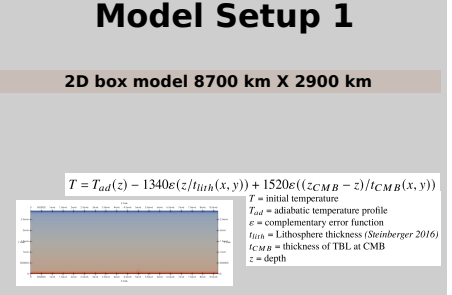 Model Setup 1
2D box model 8700 km X 2900 km
T = T_ad(z) − 1340ε(z/t_lith(x, y)) + 1520ε((z_CMB − z)/t_CMB(x, y))
T = initial temperature
T_ad = adiabatic temperature profile
ε = complementary error function
t_lith = Lithosphere thickness (Steinberger 2016)
t_CMB = thickness of TBL at CMB
z = depth